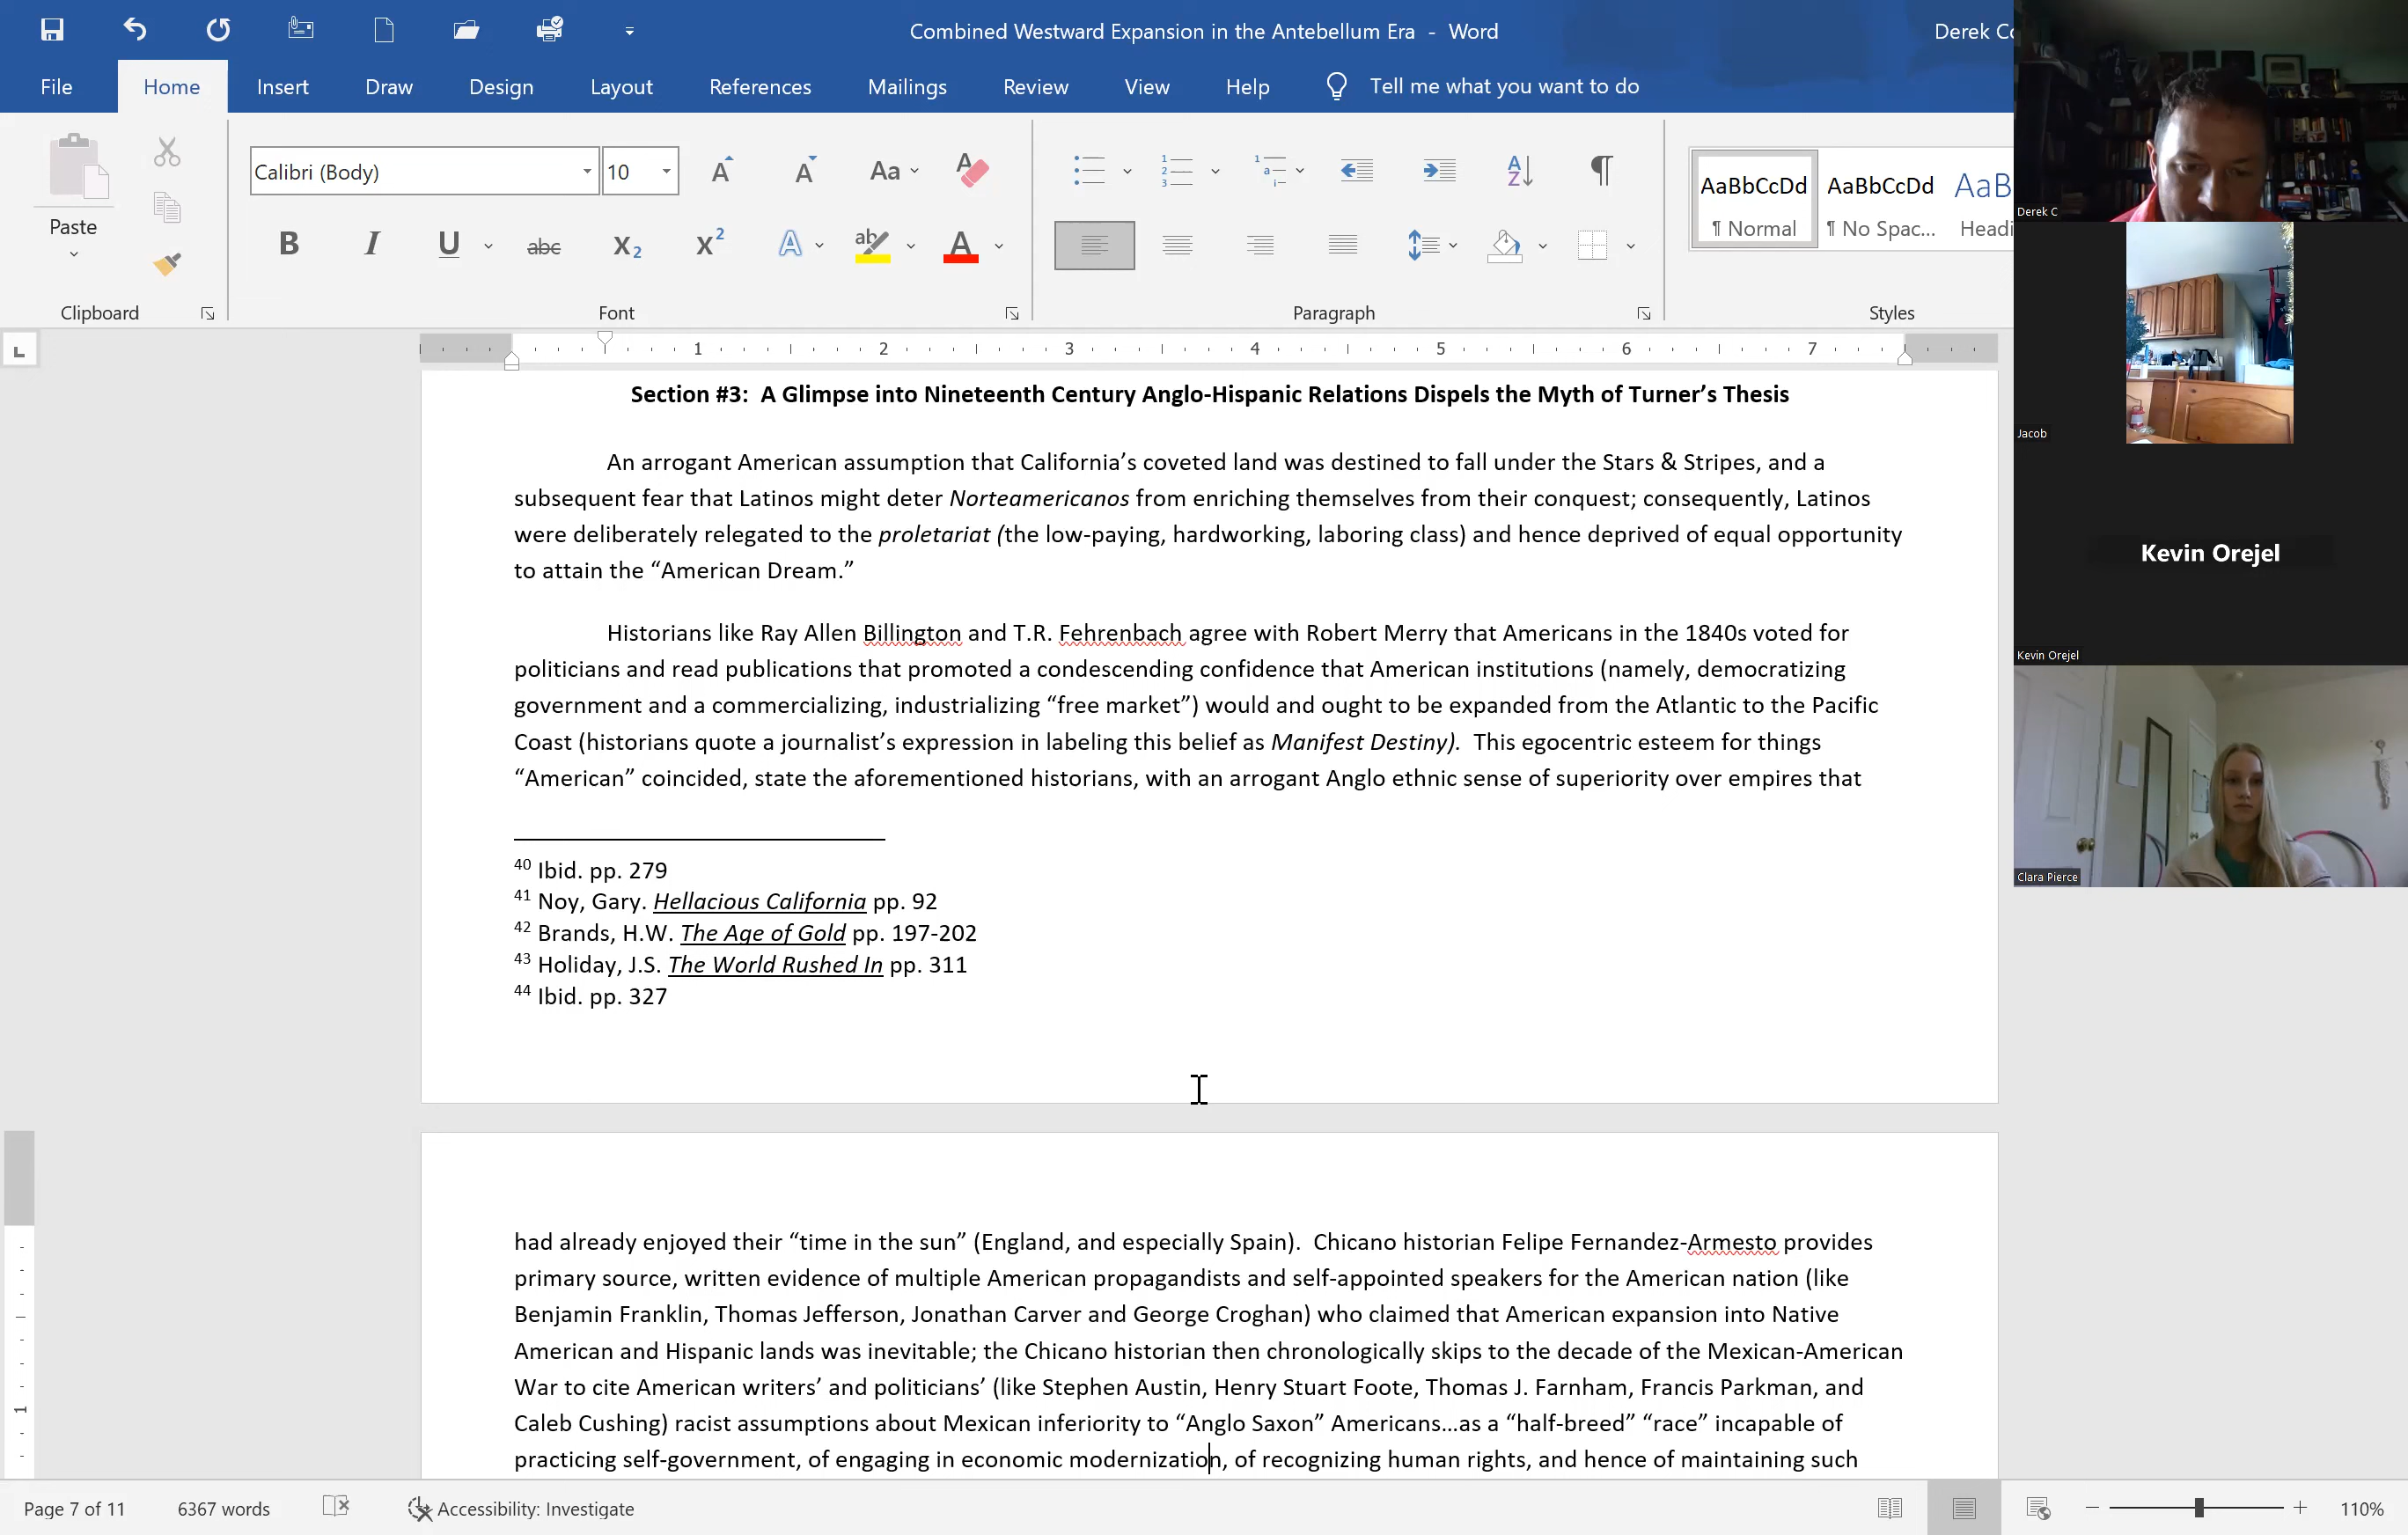 Combined Westward Expansion in the Antebellum Era - Word
Derek Co
File Home Insert Draw Design Layout References Mailings Review View Help Tell me what you want to do
Paste
Clipboard
Calibri (Body) 10
Font
Paragraph
AaBbCcDd AaBbCcDd AaB
¶ Normal ¶ No Spac... Headi
Styles
1 2 3 4 5 6 7
Section #3:  A Glimpse into Nineteenth Century Anglo-Hispanic Relations Dispels the Myth of Turner’s Thesis
An arrogant American assumption that California’s coveted land was destined to fall under the Stars & Stripes, and a
subsequent fear that Latinos might deter Norteamericanos from enriching themselves from their conquest; consequently, Latinos
were deliberately relegated to the proletariat (the low-paying, hardworking, laboring class) and hence deprived of equal opportunity
to attain the “American Dream.”
Historians like Ray Allen Billington and T.R. Fehrenbach agree with Robert Merry that Americans in the 1840s voted for
politicians and read publications that promoted a condescending confidence that American institutions (namely, democratizing
government and a commercializing, industrializing “free market”) would and ought to be expanded from the Atlantic to the Pacific
Coast (historians quote a journalist’s expression in labeling this belief as Manifest Destiny).  This egocentric esteem for things
“American” coincided, state the aforementioned historians, with an arrogant Anglo ethnic sense of superiority over empires that
40 Ibid. pp. 279
41 Noy, Gary. Hellacious California pp. 92
42 Brands, H.W. The Age of Gold pp. 197-202
43 Holiday, J.S. The World Rushed In pp. 311
44 Ibid. pp. 327
had already enjoyed their “time in the sun” (England, and especially Spain).  Chicano historian Felipe Fernandez-Armesto provides
primary source, written evidence of multiple American propagandists and self-appointed speakers for the American nation (like
Benjamin Franklin, Thomas Jefferson, Jonathan Carver and George Croghan) who claimed that American expansion into Native
American and Hispanic lands was inevitable; the Chicano historian then chronologically skips to the decade of the Mexican-American
War to cite American writers’ and politicians’ (like Stephen Austin, Henry Stuart Foote, Thomas J. Farnham, Francis Parkman, and
Caleb Cushing) racist assumptions about Mexican inferiority to “Anglo Saxon” Americans…as a “half-breed” “race” incapable of
practicing self-government, of engaging in economic modernization, of recognizing human rights, and hence of maintaining such
Page 7 of 11 6367 words Accessibility: Investigate 110%
Derek C
Jacob
Kevin Orejel
Kevin Orejel
Clara Pierce